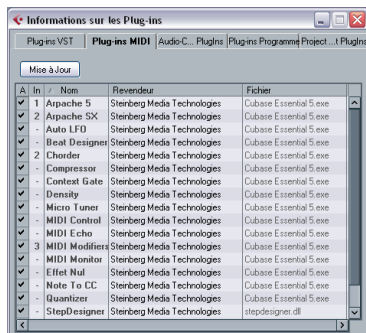 Informations sur les Plug-ins
Plug-ins VST Plug-ins MIDI Audio-C... PlugIns Plug-ins Programme Project ...t PlugIns
Mise à Jour
A In / Nom Revendeur Fichier
1 Arpache 5 Steinberg Media Technologies Cubase Essential 5.exe
2 Arpache SX Steinberg Media Technologies Cubase Essential 5.exe
- Auto LFO Steinberg Media Technologies Cubase Essential 5.exe
- Beat Designer Steinberg Media Technologies Cubase Essential 5.exe
2 Chorder Steinberg Media Technologies Cubase Essential 5.exe
- Compressor Steinberg Media Technologies Cubase Essential 5.exe
- Context Gate Steinberg Media Technologies Cubase Essential 5.exe
- Density Steinberg Media Technologies Cubase Essential 5.exe
- Micro Tuner Steinberg Media Technologies Cubase Essential 5.exe
- MIDI Control Steinberg Media Technologies Cubase Essential 5.exe
- MIDI Echo Steinberg Media Technologies Cubase Essential 5.exe
3 MIDI Modifiers Steinberg Media Technologies Cubase Essential 5.exe
- MIDI Monitor Steinberg Media Technologies Cubase Essential 5.exe
- Effet Nul Steinberg Media Technologies Cubase Essential 5.exe
- Note To CC Steinberg Media Technologies Cubase Essential 5.exe
- Quantizer Steinberg Media Technologies Cubase Essential 5.exe
- StepDesigner Steinberg Media Technologies stepdesigner.dll